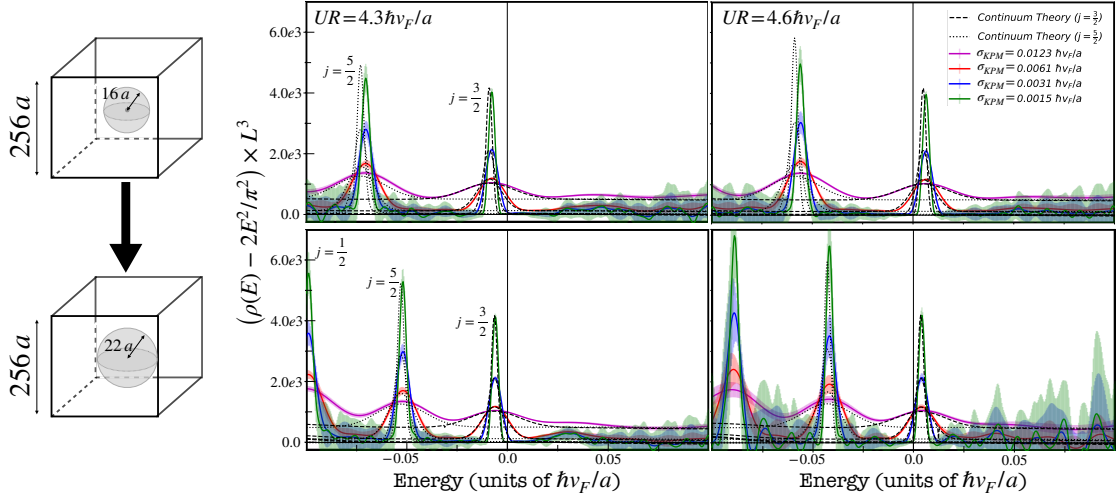 256 a
16 a
256 a
22 a
(ρ(E) − 2E²/π²) × L³
UR = 4.3ħv_F/a
6.0e3
4.0e3
2.0e3
0.0
j = 5/2
j = 3/2
UR = 4.6ħv_F/a
Continuum Theory (j = 3/2)
Continuum Theory (j = 5/2)
σ_KPM = 0.0123 ħv_F/a
σ_KPM = 0.0061 ħv_F/a
σ_KPM = 0.0031 ħv_F/a
σ_KPM = 0.0015 ħv_F/a
6.0e3
4.0e3
2.0e3
0.0
j = 1/2
j = 5/2
j = 3/2
−0.05 0.0 0.05
Energy (units of ħv_F/a)
−0.05 0.0 0.05
Energy (units of ħv_F/a)